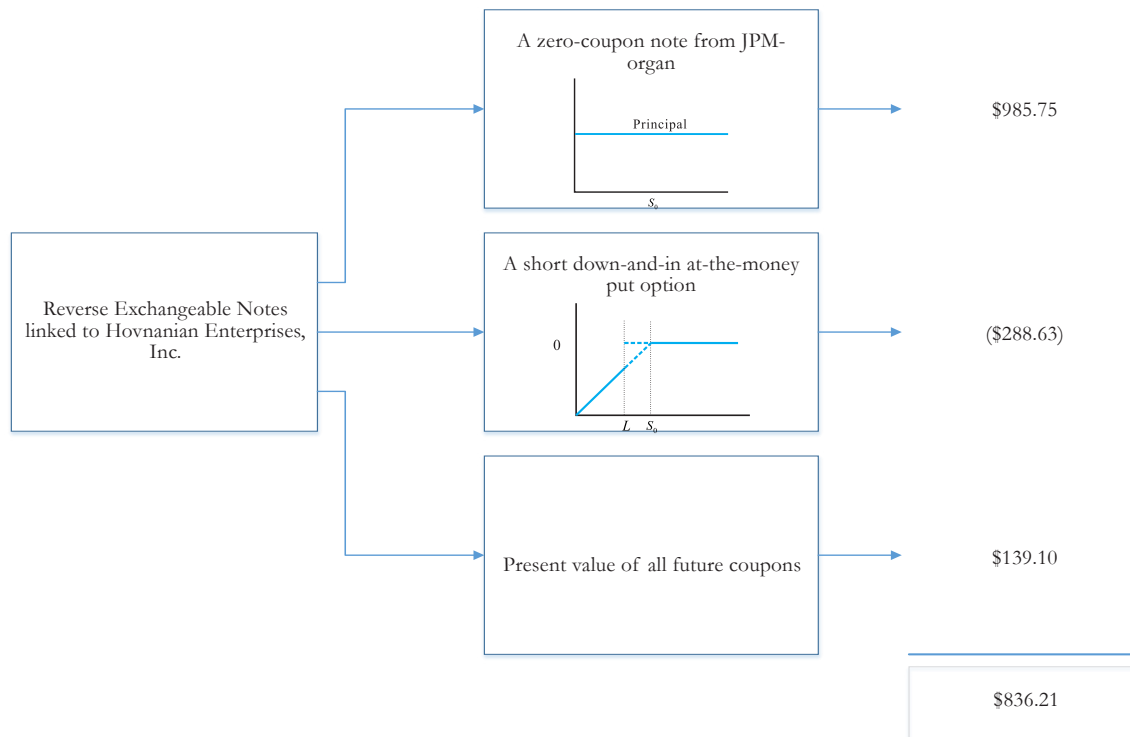 A zero-coupon note from JPM-
organ
Principal
S₀
$985.75
Reverse Exchangeable Notes
linked to Hovnanian Enterprises,
Inc.
A short down-and-in at-the-money
put option
0
L S₀
($288.63)
Present value of all future coupons
$139.10
$836.21